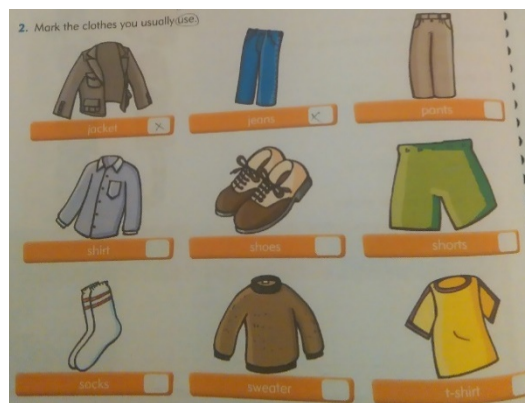 2. Mark the clothes you usually use.
jacket x jeans x pants
shirt shoes shorts
socks sweater t-shirt